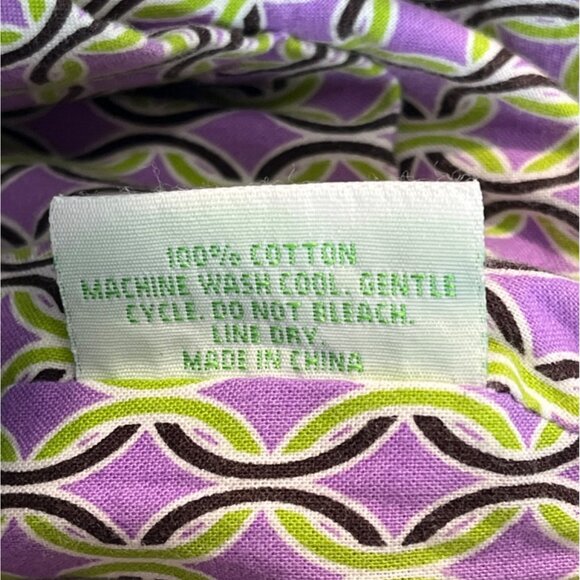 100% COTTON
MACHINE WASH COOL. GENTLE
CYCLE. DO NOT BLEACH.
LINE DRY.
MADE IN CHINA